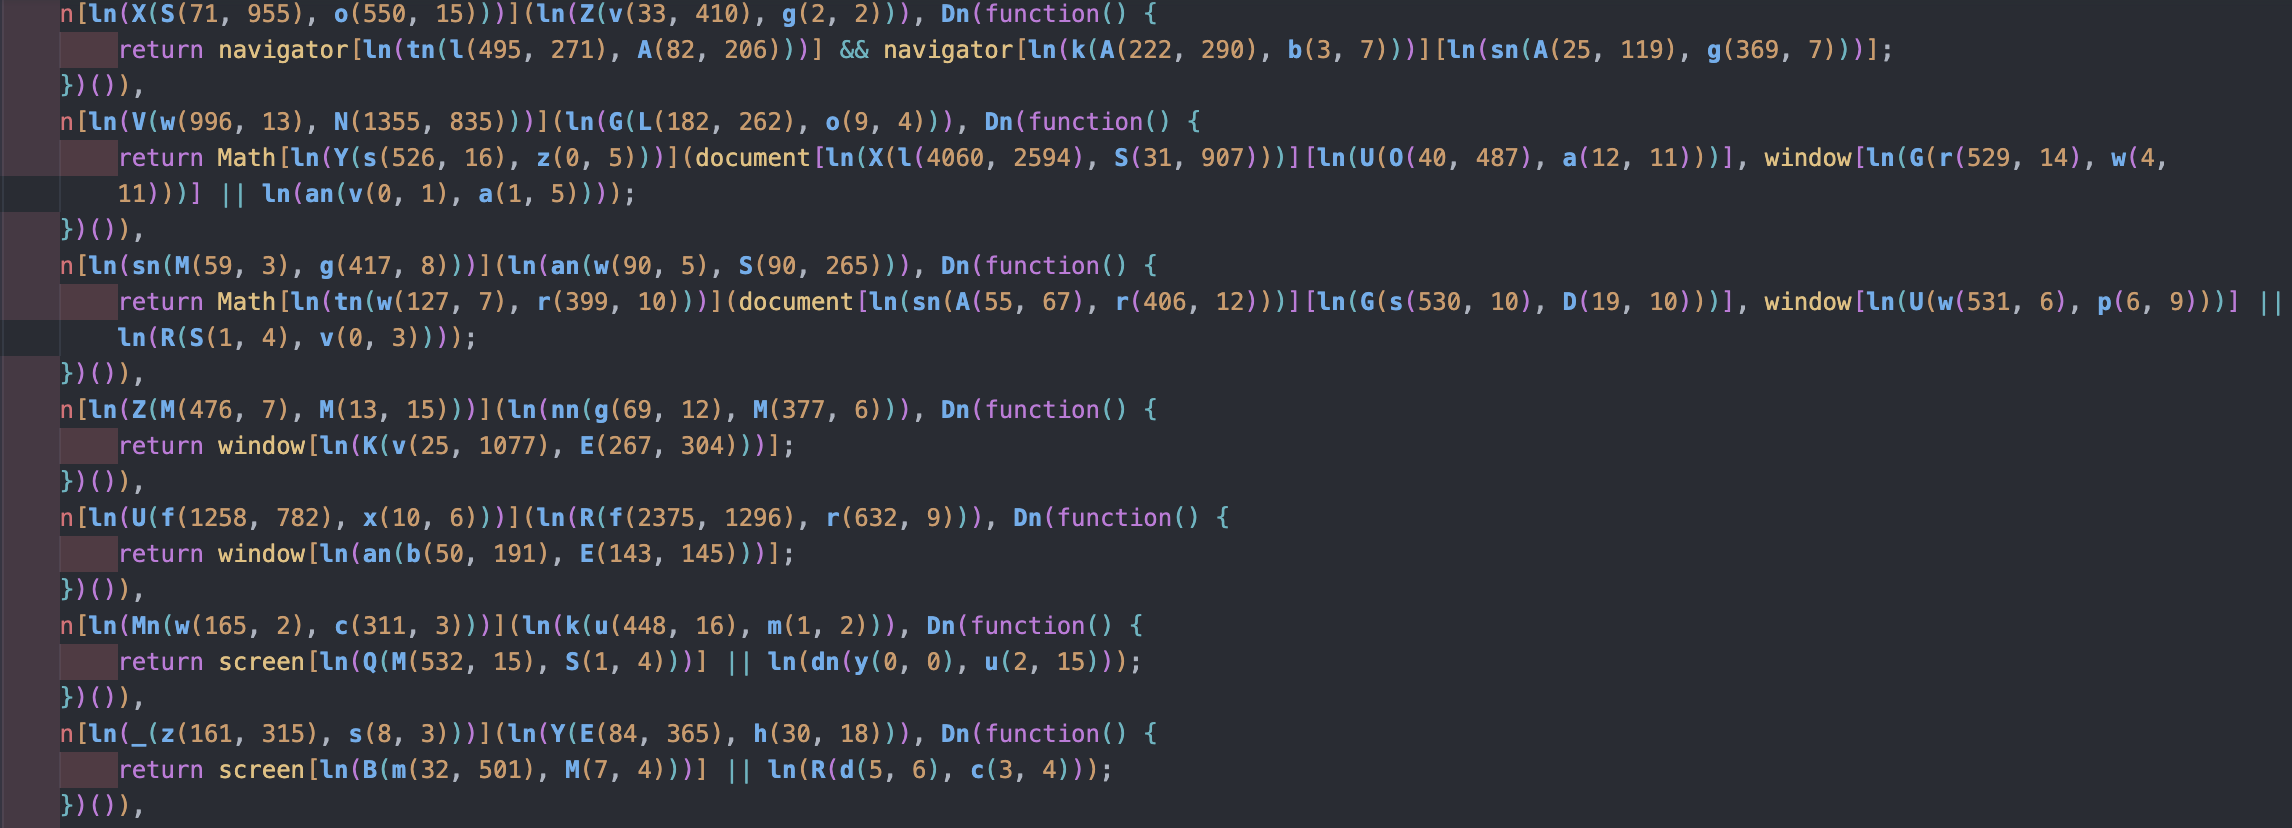 n[ln(X(S(71, 955), o(550, 15)))](ln(Z(v(33, 410), g(2, 2))), Dn(function() {
return navigator[ln(tn(l(495, 271), A(82, 206)))] && navigator[ln(k(A(222, 290), b(3, 7)))][ln(sn(A(25, 119), g(369, 7)))];
})()),
n[ln(V(w(996, 13), N(1355, 835)))](ln(G(L(182, 262), o(9, 4))), Dn(function() {
return Math[ln(Y(s(526, 16), z(0, 5)))](document[ln(X(l(4060, 2594), S(31, 907)))][ln(U(O(40, 487), a(12, 11)))], window[ln(G(r(529, 14), w(4,
11)))] || ln(an(v(0, 1), a(1, 5))));
})()),
n[ln(sn(M(59, 3), g(417, 8)))](ln(an(w(90, 5), S(90, 265))), Dn(function() {
return Math[ln(tn(w(127, 7), r(399, 10)))](document[ln(sn(A(55, 67), r(406, 12)))][ln(G(s(530, 10), D(19, 10)))], window[ln(U(w(531, 6), p(6, 9)))] ||
ln(R(S(1, 4), v(0, 3))));
})()),
n[ln(Z(M(476, 7), M(13, 15)))](ln(nn(g(69, 12), M(377, 6))), Dn(function() {
return window[ln(K(v(25, 1077), E(267, 304)))];
})()),
n[ln(U(f(1258, 782), x(10, 6)))](ln(R(f(2375, 1296), r(632, 9))), Dn(function() {
return window[ln(an(b(50, 191), E(143, 145)))];
})()),
n[ln(Mn(w(165, 2), c(311, 3)))](ln(k(u(448, 16), m(1, 2))), Dn(function() {
return screen[ln(Q(M(532, 15), S(1, 4)))] || ln(dn(y(0, 0), u(2, 15)));
})()),
n[ln(_(z(161, 315), s(8, 3)))](ln(Y(E(84, 365), h(30, 18))), Dn(function() {
return screen[ln(B(m(32, 501), M(7, 4)))] || ln(R(d(5, 6), c(3, 4)));
})()),